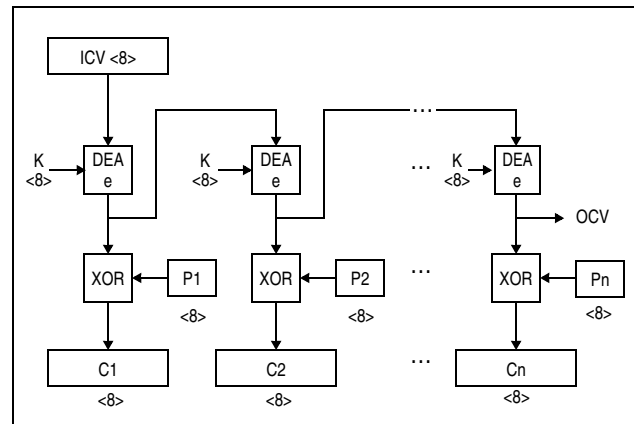 ICV <8>
...
K
<8>
DEA
e
K
<8>
DEA
e
...
K
<8>
DEA
e
OCV
XOR
P1
<8>
XOR
P2
<8>
...
XOR
Pn
<8>
C1
<8>
C2
<8>
...
Cn
<8>